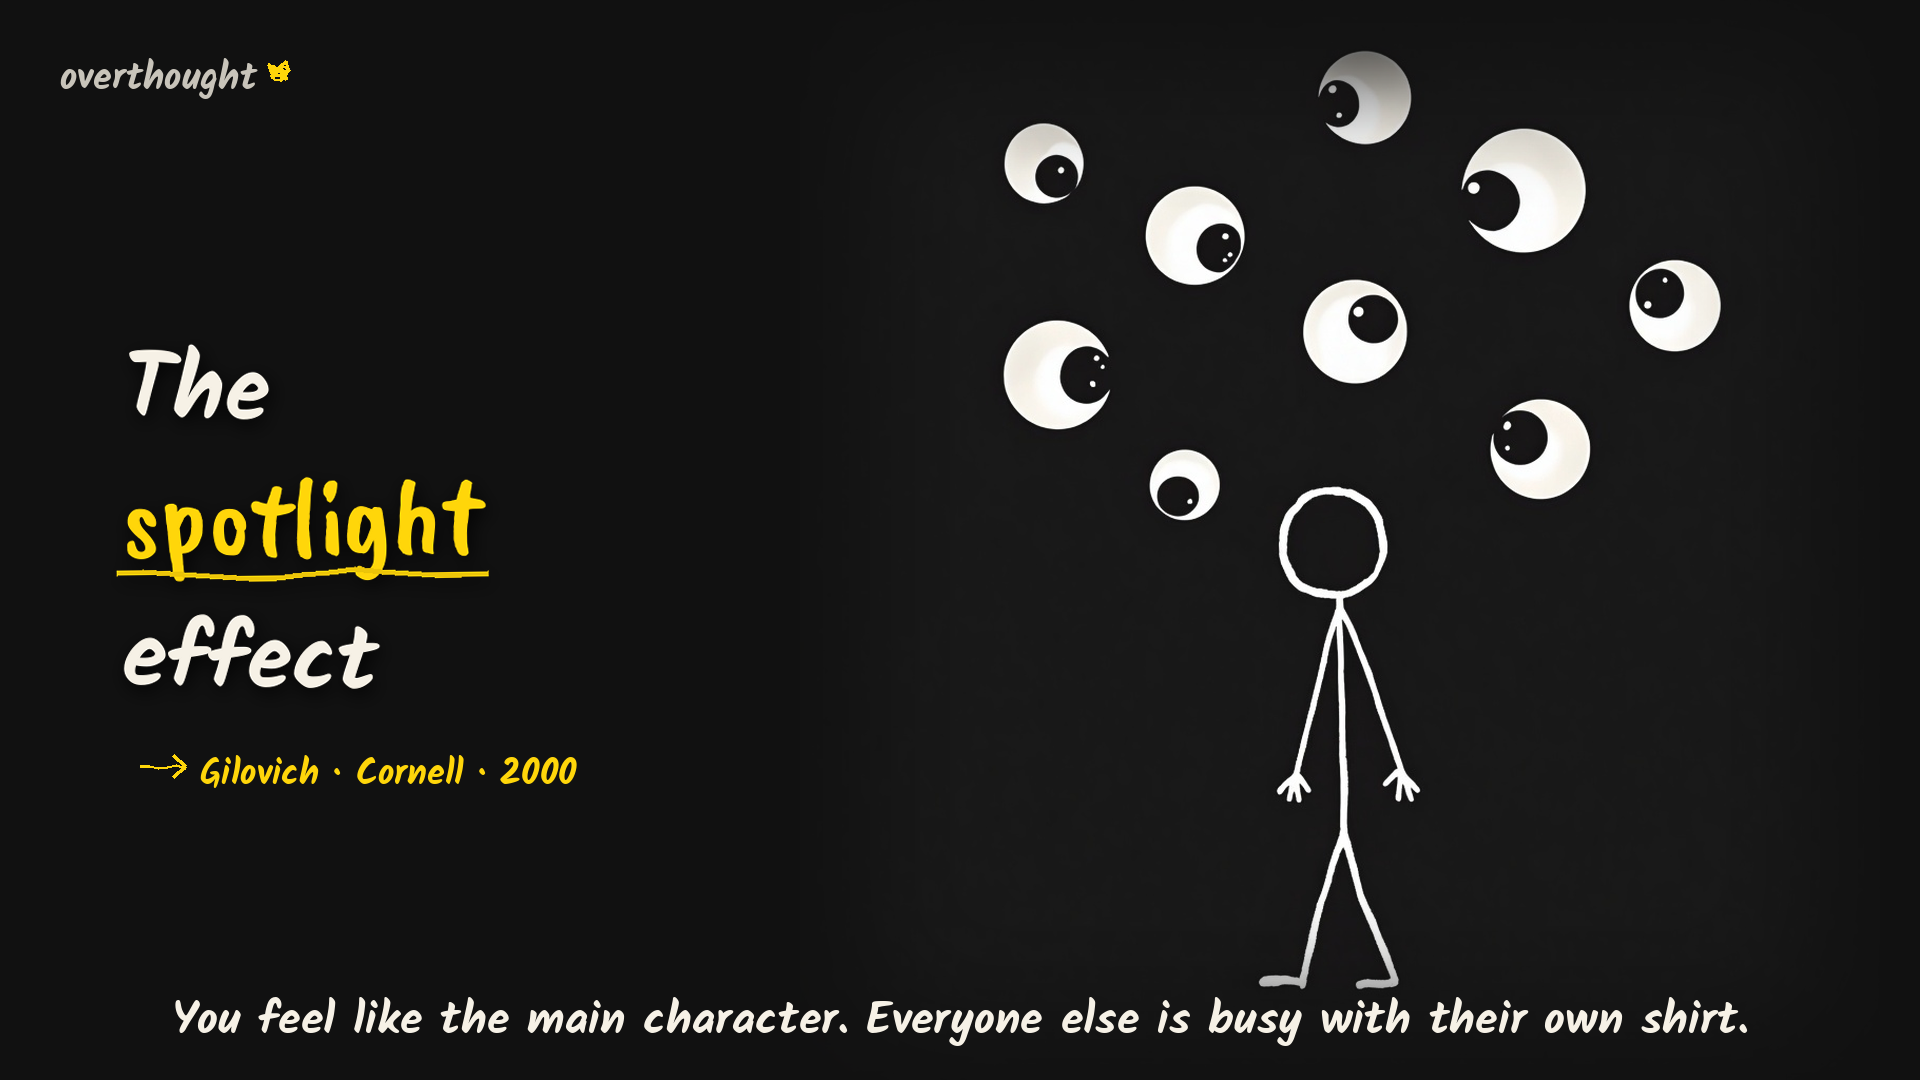 overthought
The
spotlight
effect
→ Gilovich · Cornell · 2000
You feel like the main character. Everyone else is busy with their own shirt.